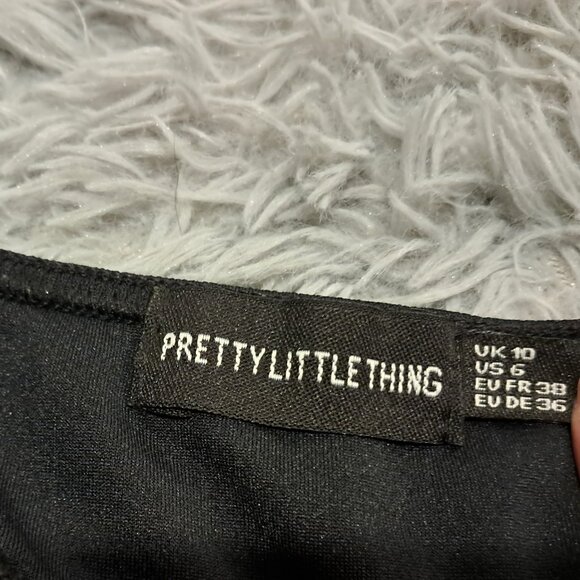 PRETTYLITTLETHING
UK 10
US 6
EU FR 38
EU DE 36